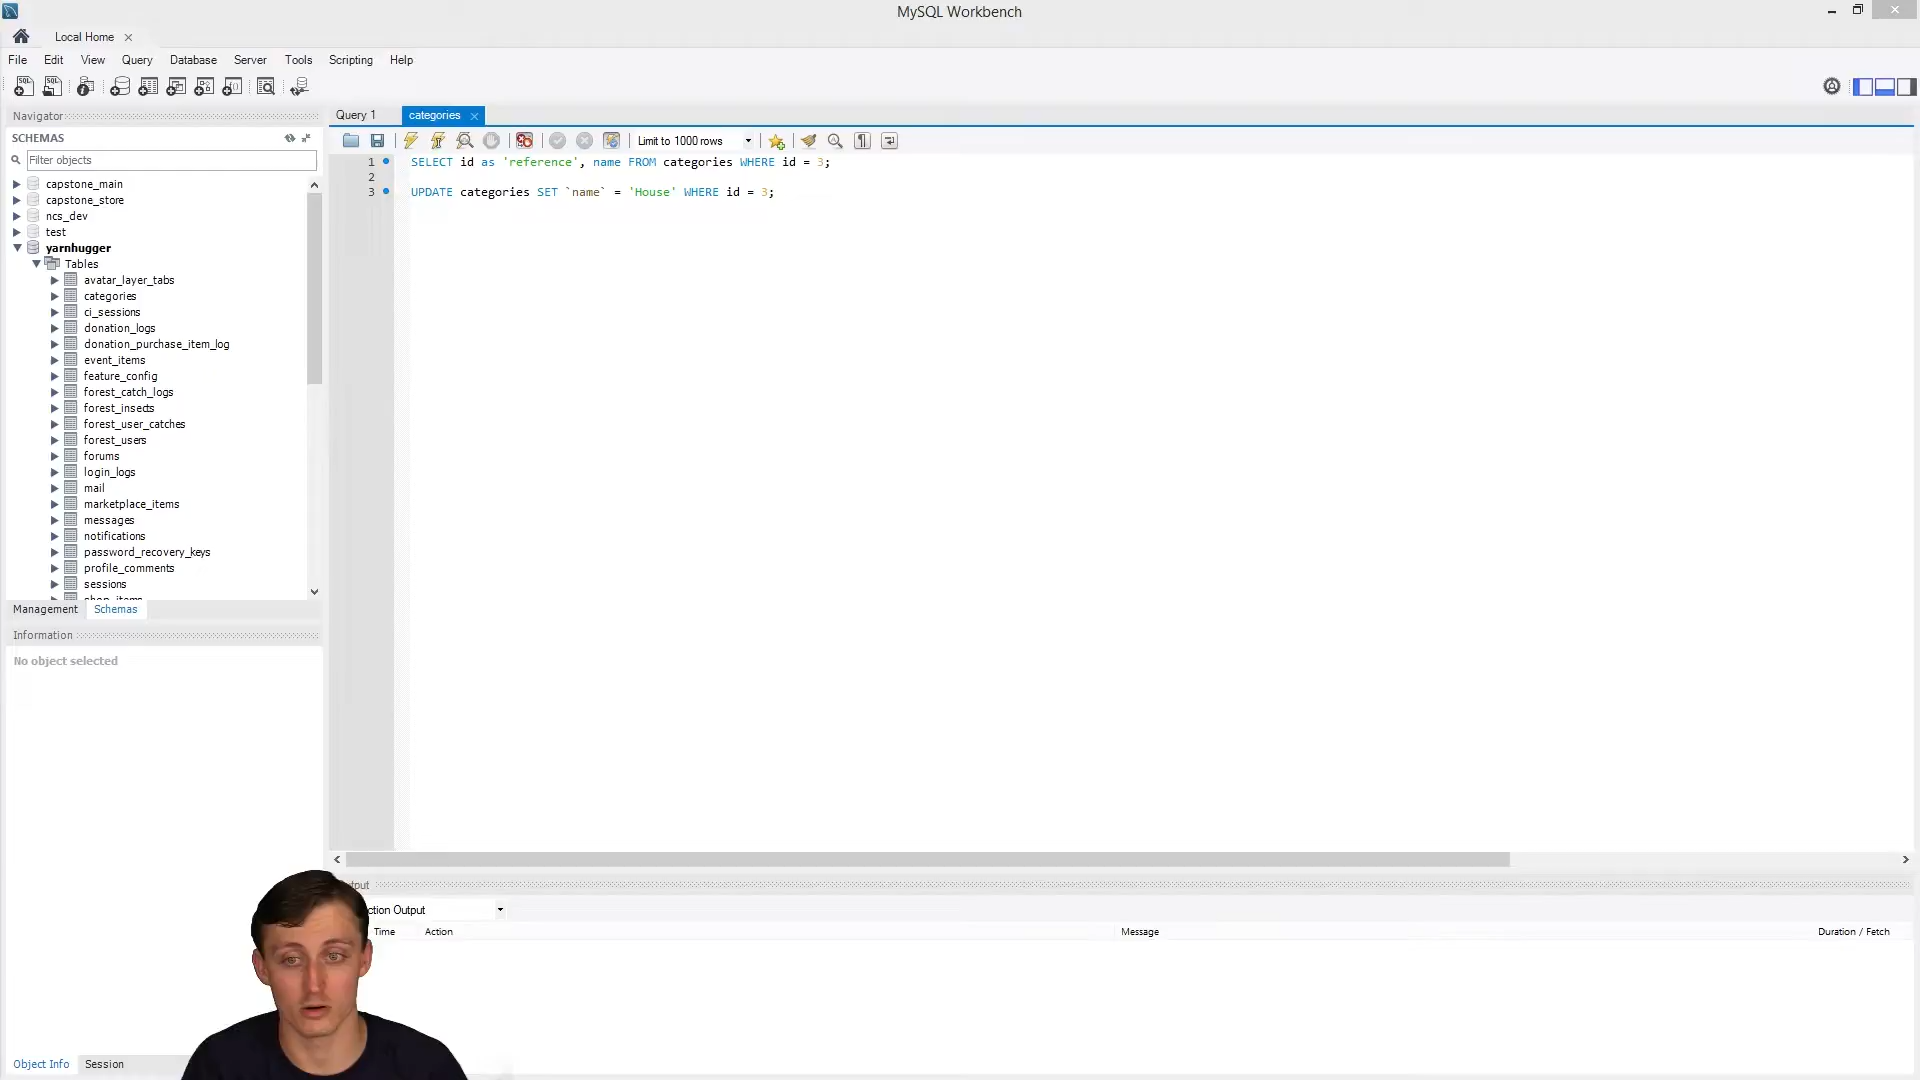 MySQL Workbench
Local Home
File Edit View Query Database Server Tools Scripting Help
Navigator
SCHEMAS
Filter objects
capstone_main
capstone_store
ncs_dev
test
yarnhugger
Tables
avatar_layer_tabs
categories
ci_sessions
donation_logs
donation_purchase_item_log
event_items
feature_config
forest_catch_logs
forest_insects
forest_user_catches
forest_users
forums
login_logs
mail
marketplace_items
messages
notifications
password_recovery_keys
profile_comments
sessions
shop_items
Management Schemas
Information
No object selected
Object Info Session
Query 1 categories
Limit to 1000 rows
1 SELECT id as 'reference', name FROM categories WHERE id = 3;
2
3 UPDATE categories SET `name` = 'House' WHERE id = 3;
tput
ction Output
Time Action Message Duration / Fetch